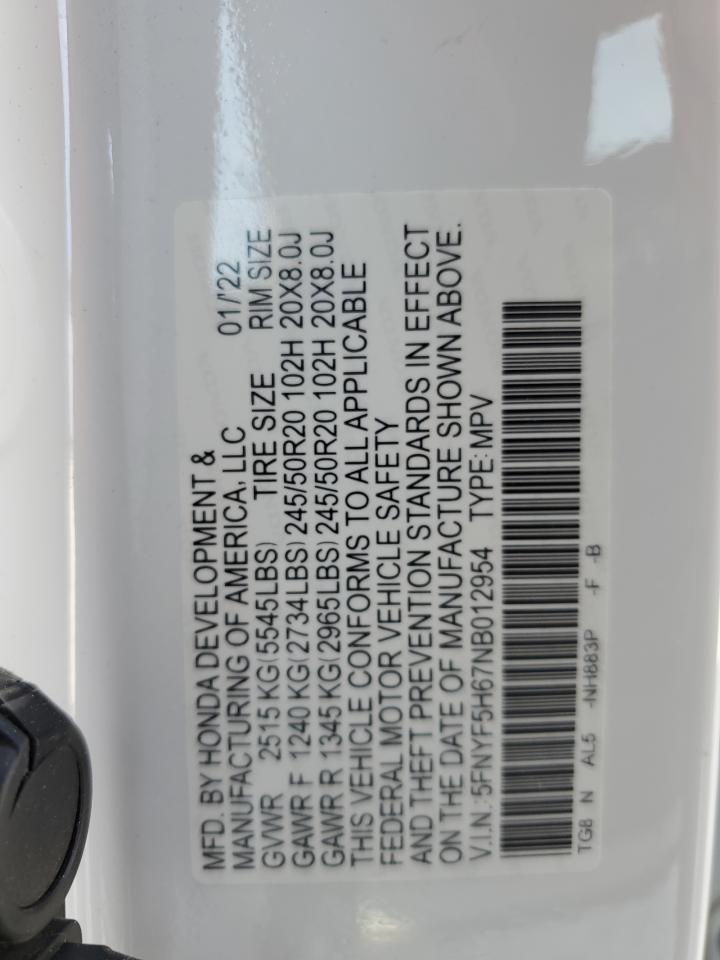 MFD. BY HONDA DEVELOPMENT &
MANUFACTURING OF AMERICA, LLC 01/'22
GVWR 2515 KG(5545LBS) TIRE SIZE RIM SIZE
GAWR F 1240 KG(2734LBS) 245/50R20 102H 20X8.0J
GAWR R 1345 KG(2965LBS) 245/50R20 102H 20X8.0J
THIS VEHICLE CONFORMS TO ALL APPLICABLE
FEDERAL MOTOR VEHICLE SAFETY
AND THEFT PREVENTION STANDARDS IN EFFECT
ON THE DATE OF MANUFACTURE SHOWN ABOVE.
V.I.N.:5FNYF5H67NB012954 TYPE: MPV
TG8 N AL5 -NH883P -F -B